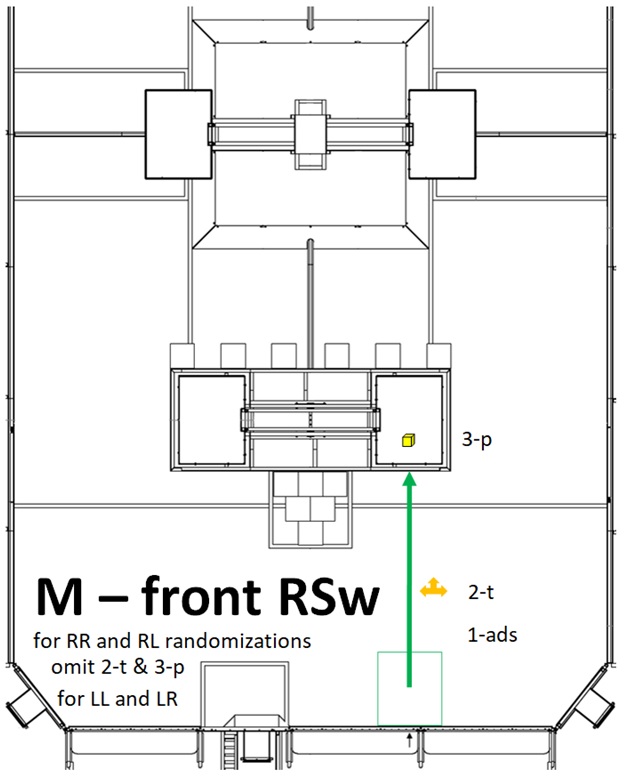 3-p
M – front RSw
2-t
for RR and RL randomizations
1-ads
omit 2-t & 3-p
for LL and LR